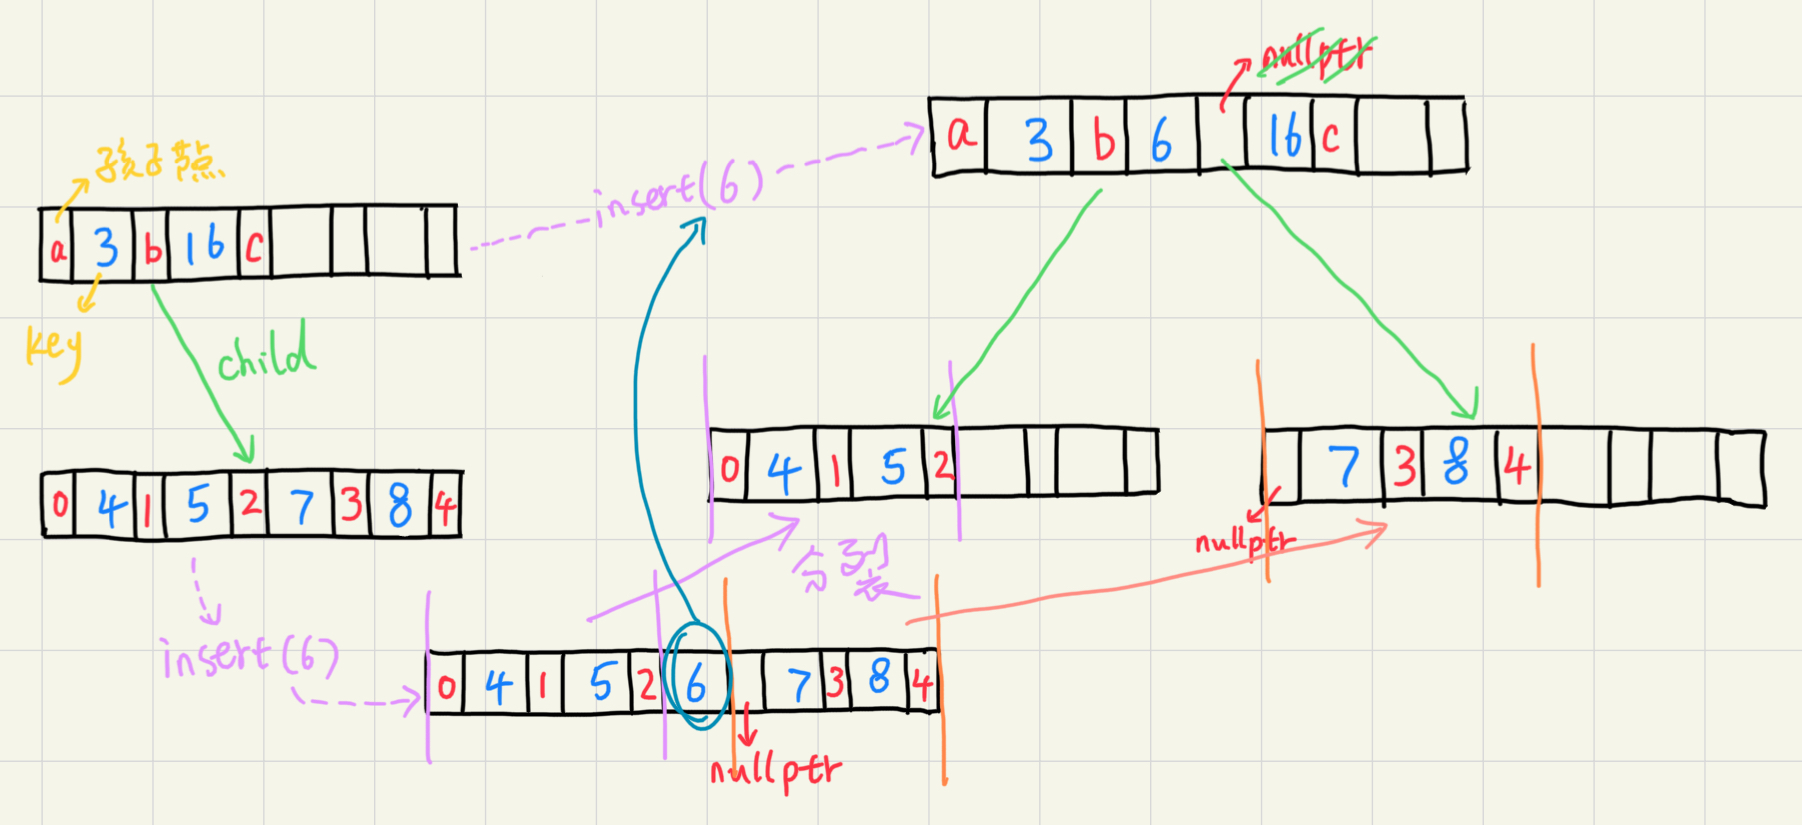 nullptr
a 3 b 6 16 c
孩子节点
insert(6)
a 3 b 16 c
key
child
0 4 1 5 2
7 3 8 4
0 4 1 5 2 7 3 8 4
nullptr
分裂
insert(6)
0 4 1 5 2 6 7 3 8 4
nullptr